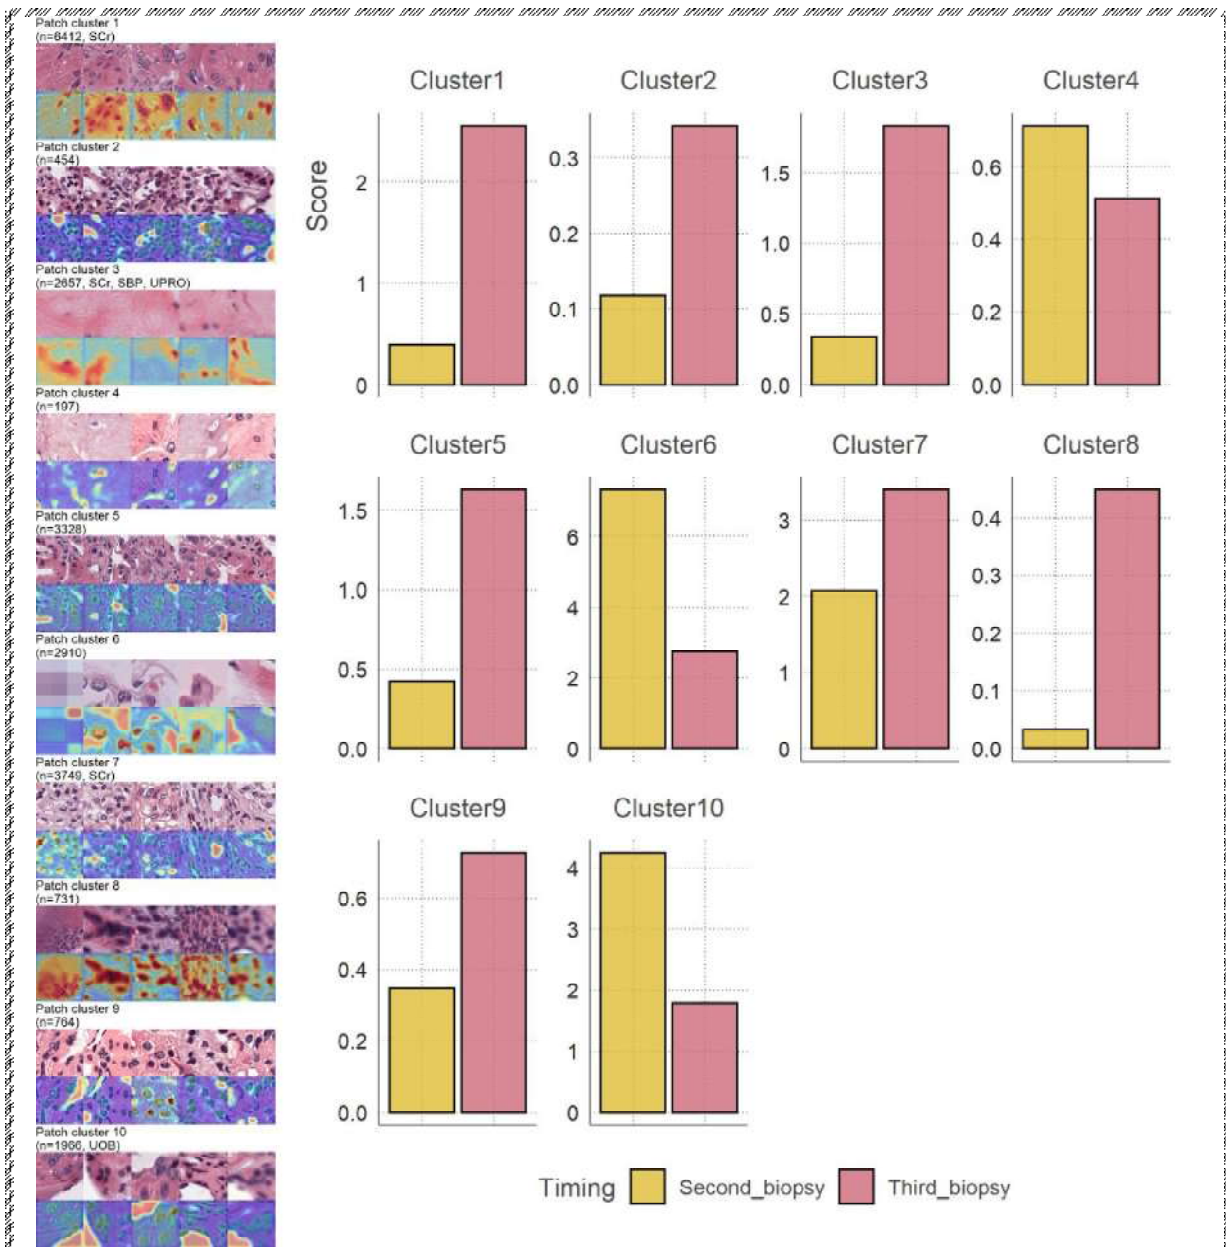 Patch cluster 1
(n=6412, SCr)
Patch cluster 2
(n=454)
Patch cluster 3
(n=2657, SCr, SBP, UPRO)
Patch cluster 4
(n=197)
Patch cluster 5
(n=3328)
Patch cluster 6
(n=2910)
Patch cluster 7
(n=3749, SCr)
Patch cluster 8
(n=731)
Patch cluster 9
(n=764)
Patch cluster 10
(n=1966, UOB)
Score
Cluster1
2
1
0
Cluster2
0.3
0.2
0.1
0.0
Cluster3
1.5
1.0
0.5
0.0
Cluster4
0.6
0.4
0.2
0.0
Cluster5
1.5
1.0
0.5
0.0
Cluster6
6
4
2
0
Cluster7
3
2
1
0
Cluster8
0.4
0.3
0.2
0.1
0.0
Cluster9
0.6
0.4
0.2
0.0
Cluster10
4
3
2
1
0
Timing Second_biopsy Third_biopsy